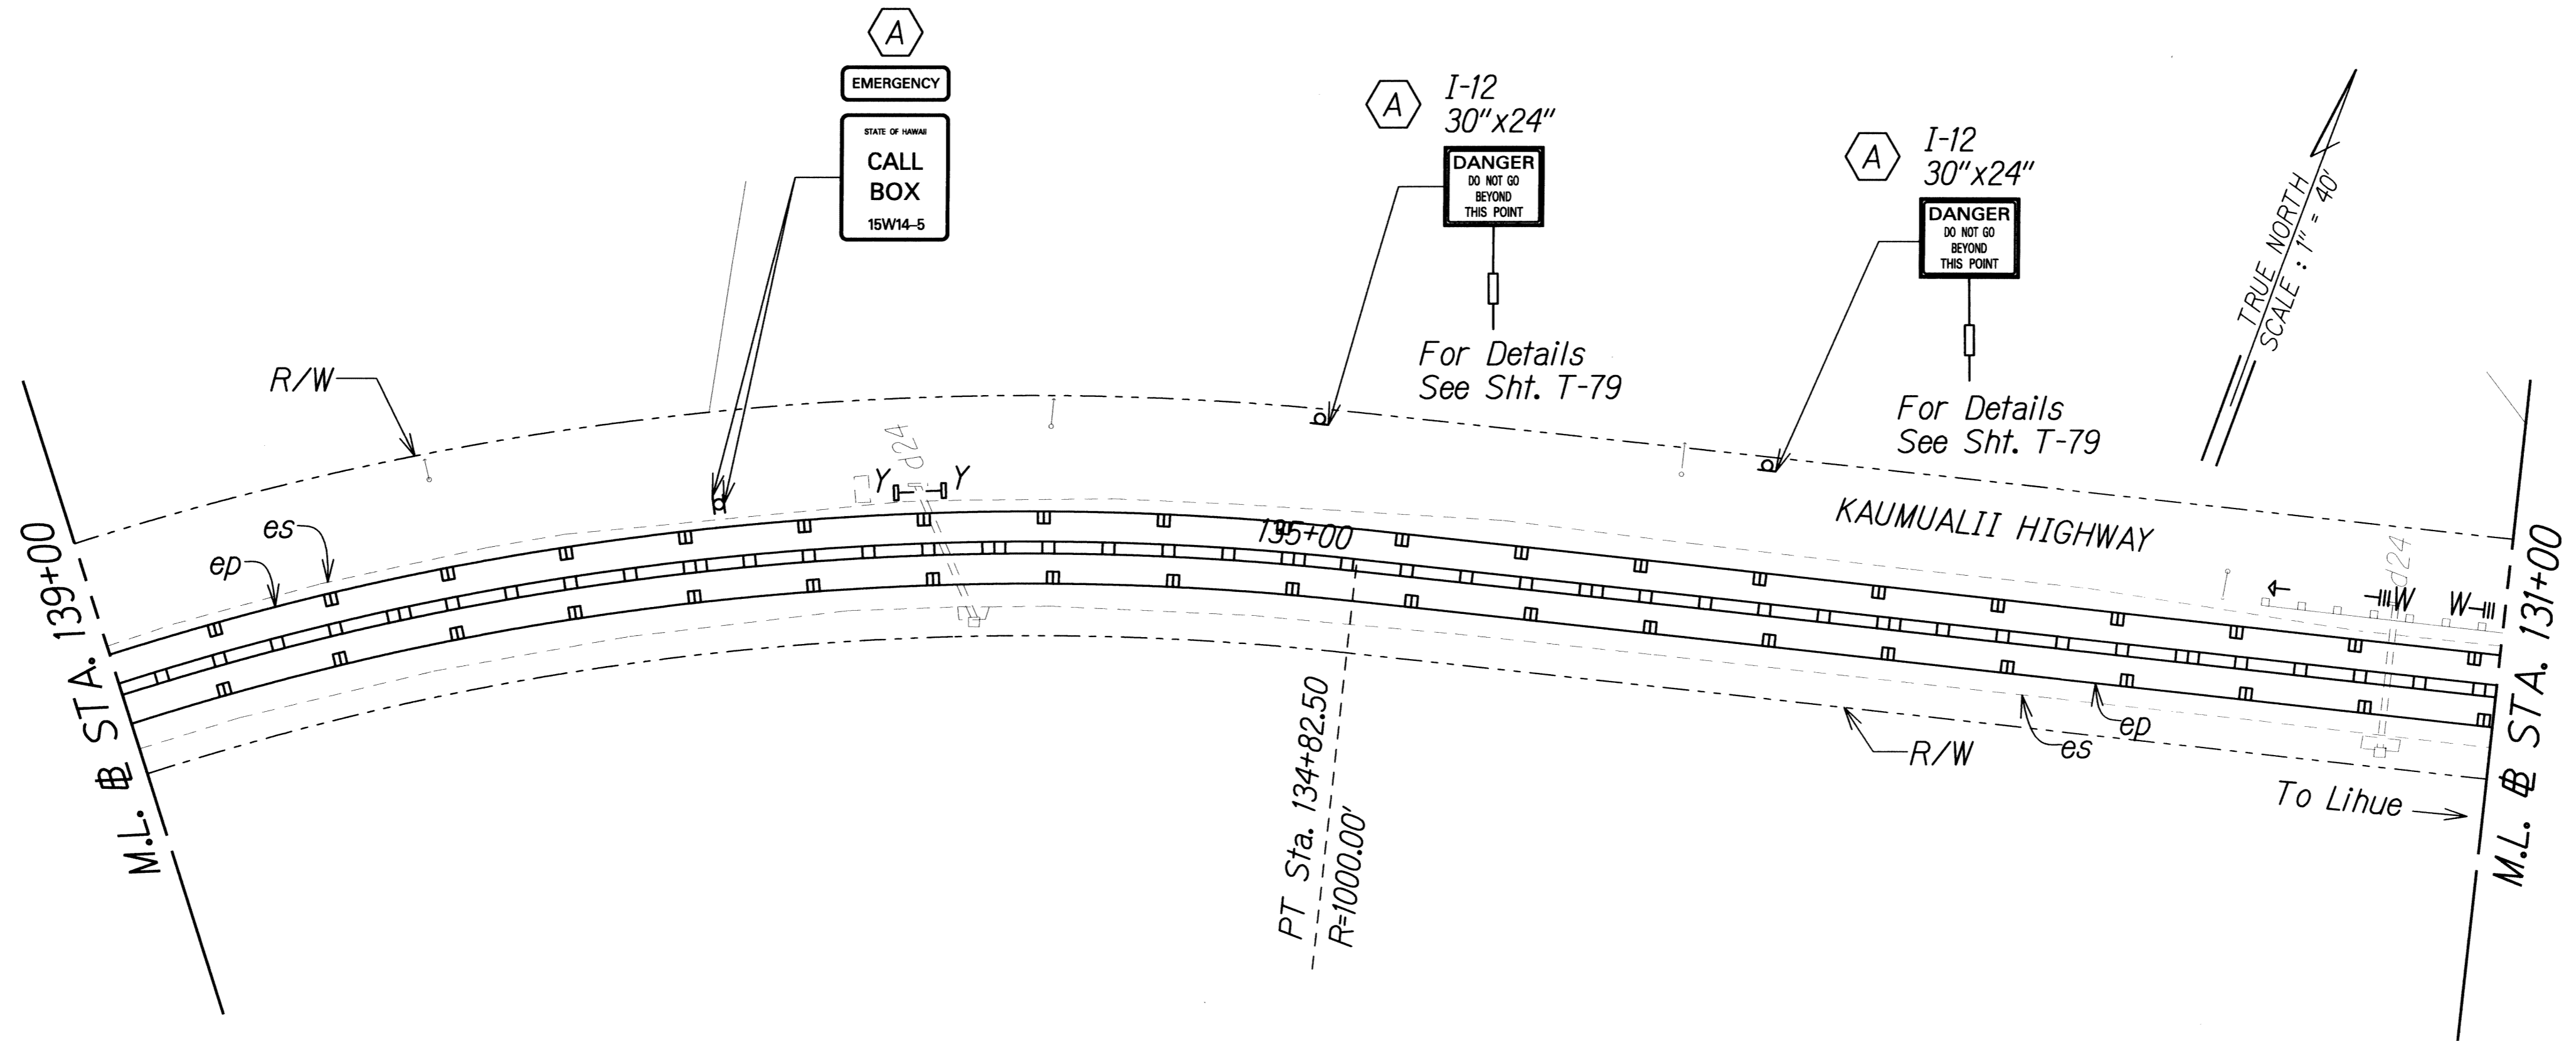 A
EMERGENCY
STATE OF HAWAII
CALL
BOX
15W14-5
A
I-12
30"x24"
DANGER
DO NOT GO
BEYOND
THIS POINT
For Details
See Sht. T-79
A
I-12
30"x24"
DANGER
DO NOT GO
BEYOND
THIS POINT
For Details
See Sht. T-79
TRUE NORTH
SCALE : 1" = 40'
R/W
d24
Y
Y
es
ep
135+00
KAUMUALII HIGHWAY
d24
W
W
M.L. ⅊ STA. 139+00
PT Sta. 134+82.50
R=1000.00'
R/W
es
ep
To Lihue
M.L. ⅊ STA. 131+00